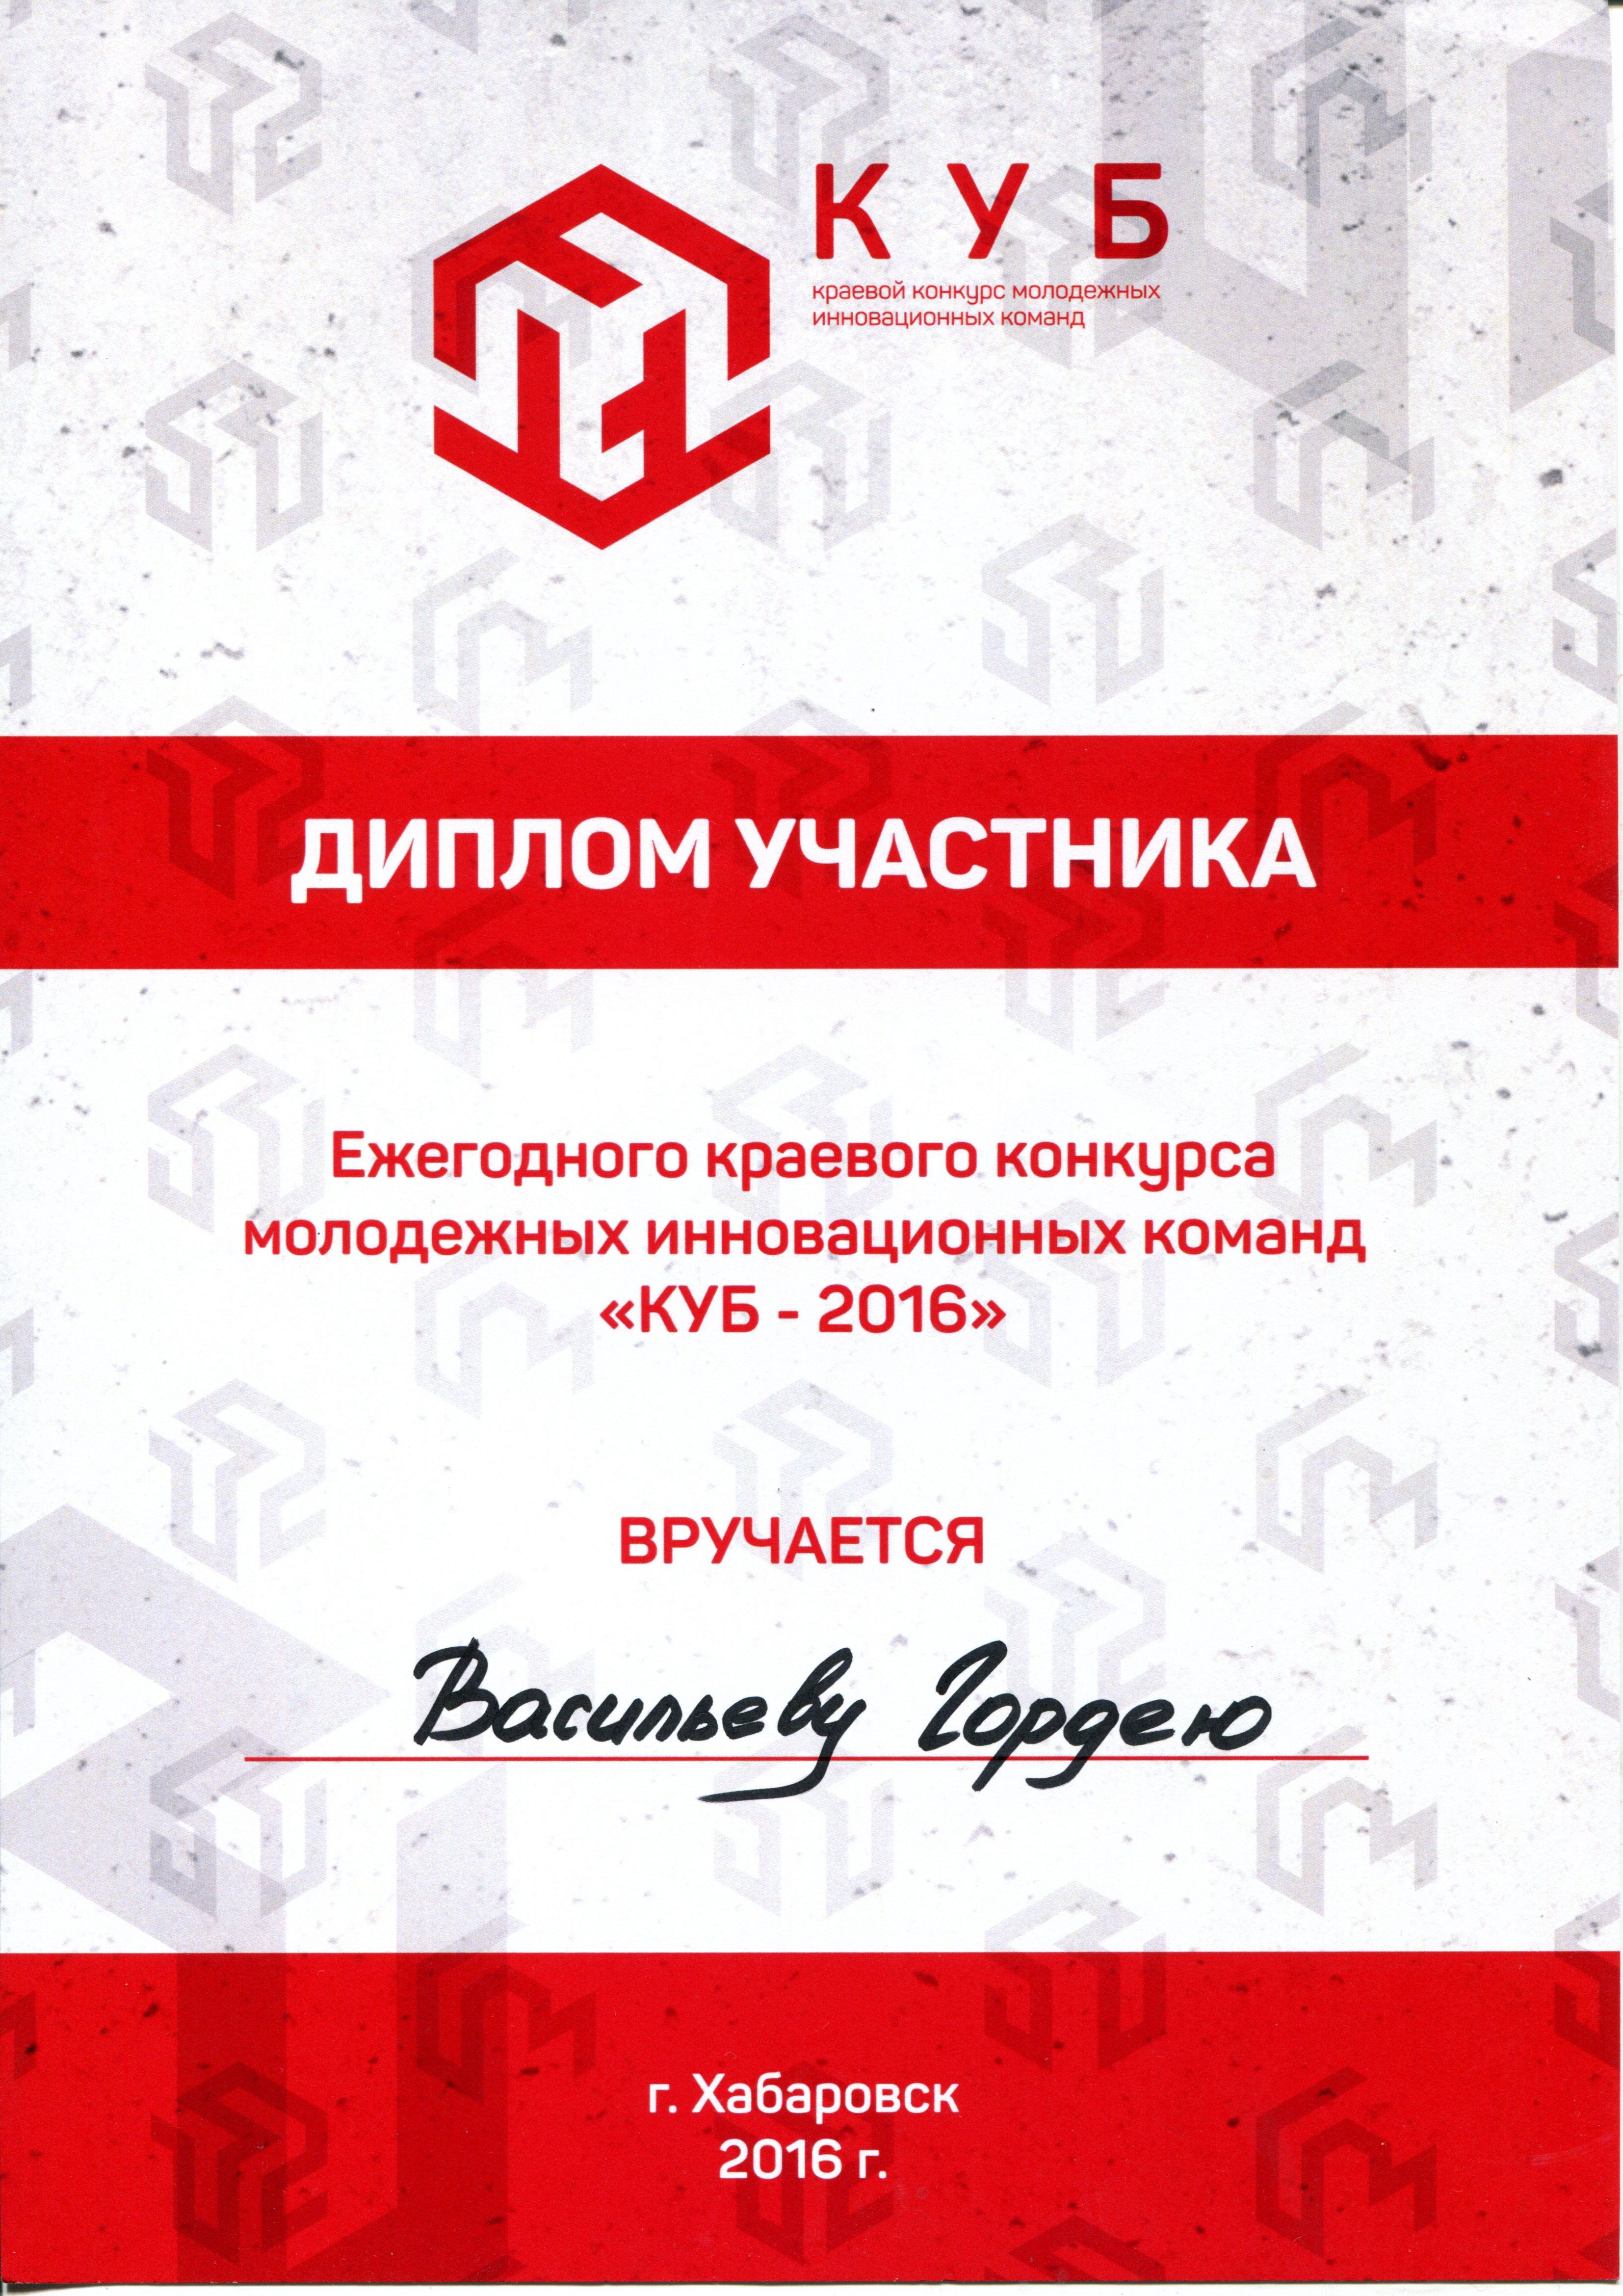 КУБ
краевой конкурс молодежных
инновационных команд
ДИПЛОМ УЧАСТНИКА
Ежегодного краевого конкурса
молодежных инновационных команд
«КУБ - 2016»
ВРУЧАЕТСЯ
Васильеву Гордею
г. Хабаровск
2016 г.